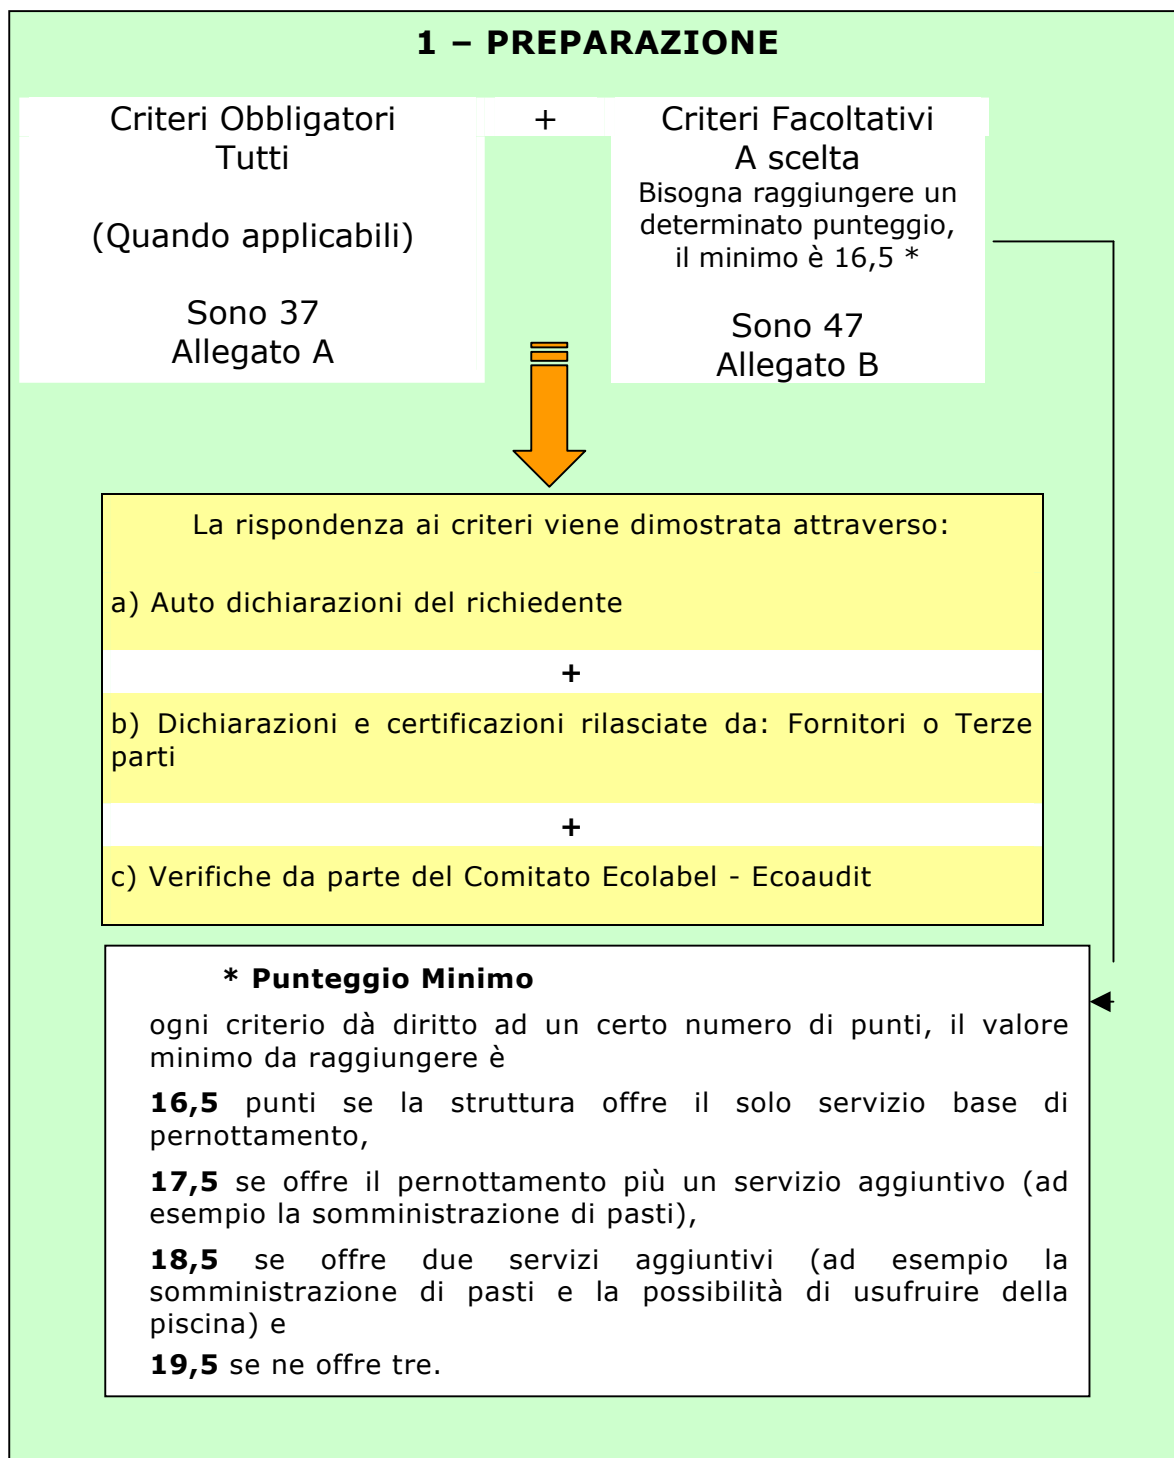 1 – PREPARAZIONE
Criteri Obbligatori
Tutti
(Quando applicabili)
Sono 37
Allegato A
+
Criteri Facoltativi
A scelta
Bisogna raggiungere un
determinato punteggio,
il minimo è 16,5 *
Sono 47
Allegato B
La rispondenza ai criteri viene dimostrata attraverso:
a) Auto dichiarazioni del richiedente
+
b) Dichiarazioni e certificazioni rilasciate da: Fornitori o Terze
parti
+
c) Verifiche da parte del Comitato Ecolabel - Ecoaudit
* Punteggio Minimo
ogni criterio dà diritto ad un certo numero di punti, il valore
minimo da raggiungere è
16,5 punti se la struttura offre il solo servizio base di
pernottamento,
17,5 se offre il pernottamento più un servizio aggiuntivo (ad
esempio la somministrazione di pasti),
18,5 se offre due servizi aggiuntivi (ad esempio la
somministrazione di pasti e la possibilità di usufruire della
piscina) e
19,5 se ne offre tre.